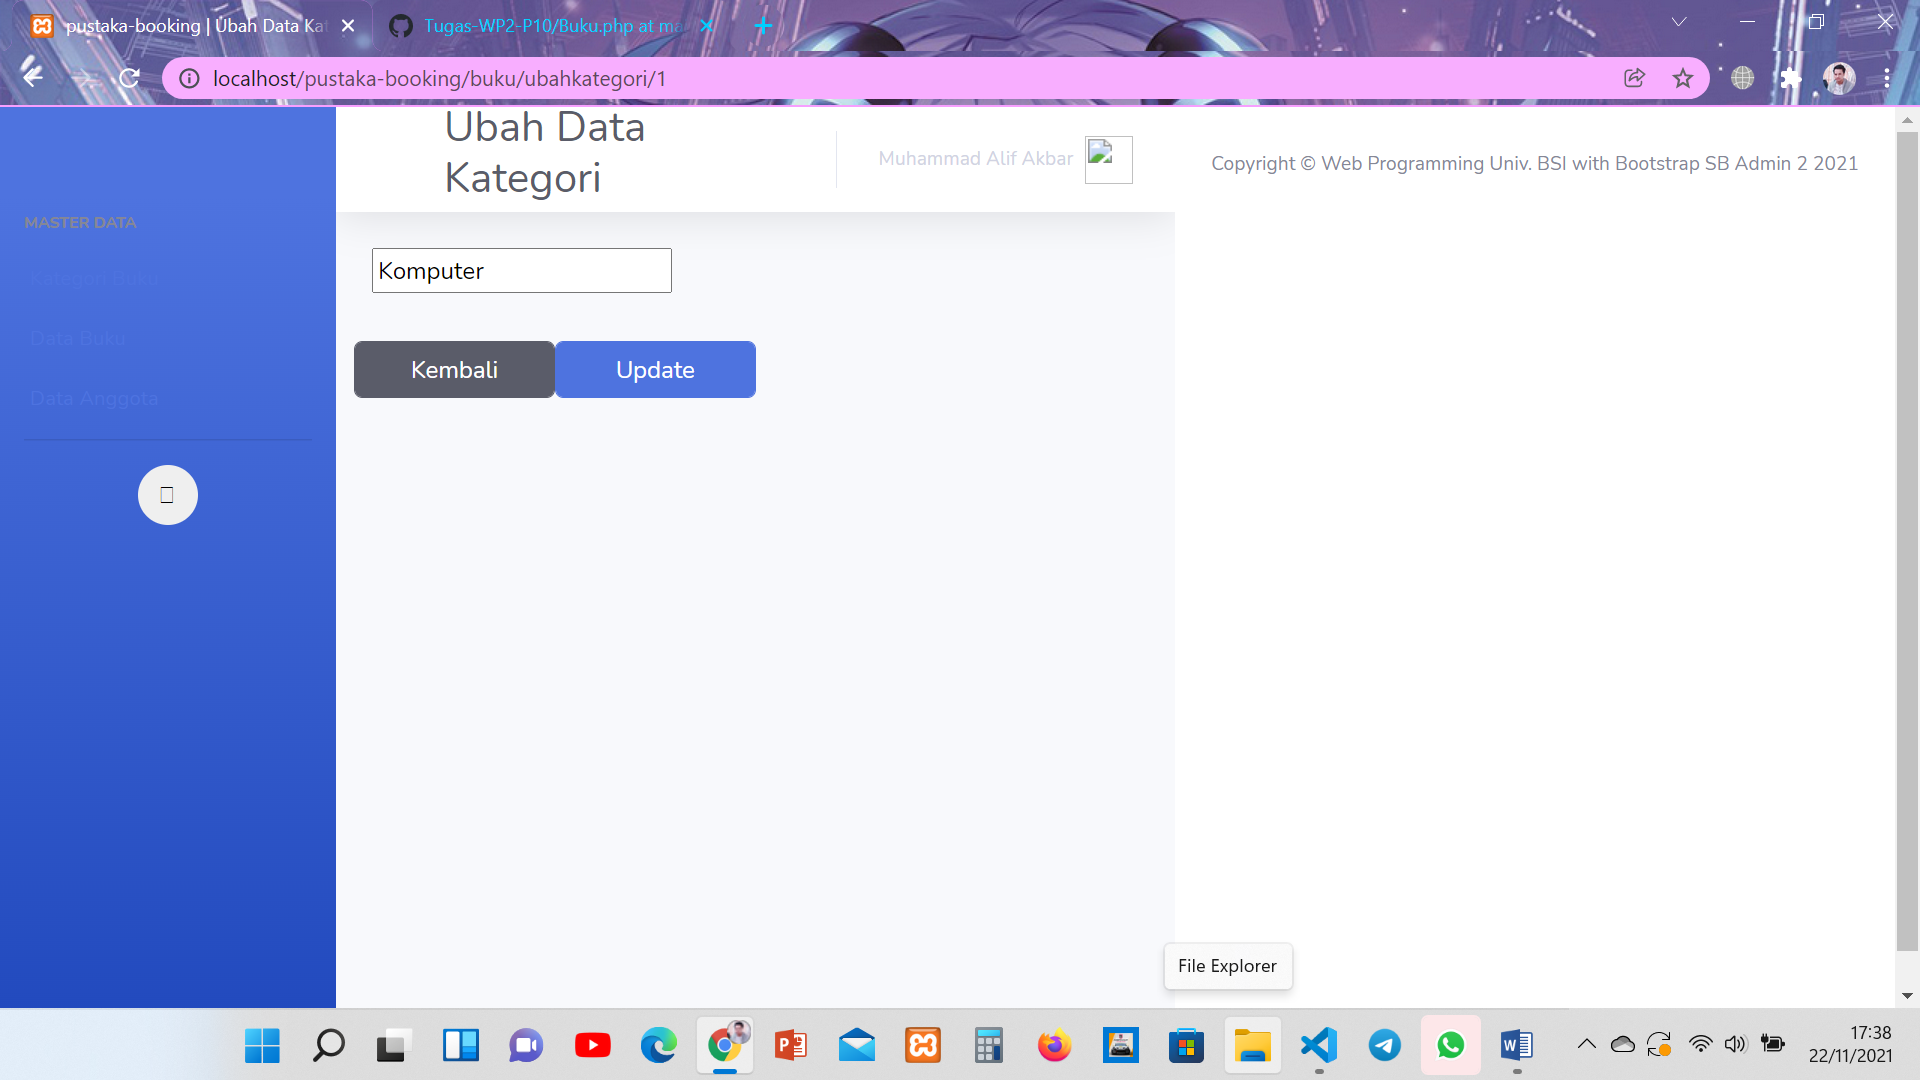 pustaka-booking | Ubah Data Kat
Tugas-WP2-P10/Buku.php at ma
localhost/pustaka-booking/buku/ubahkategori/1
Ubah Data
Kategori
Muhammad Alif Akbar
Copyright © Web Programming Univ. BSI with Bootstrap SB Admin 2 2021
MASTER DATA
Kategori Buku
Data Buku
Data Anggota
Komputer
Kembali
Update
File Explorer
17:38
22/11/2021